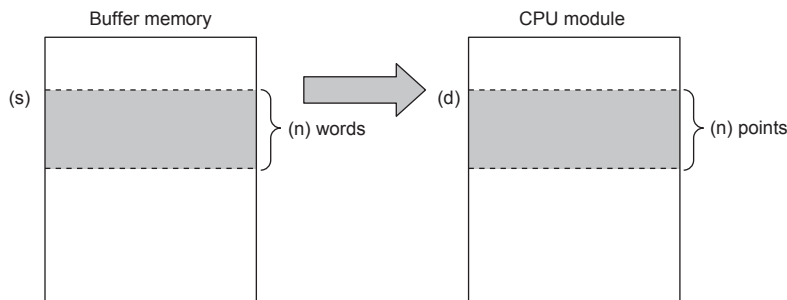 Buffer memory
CPU module
(s)
(d)
(n) words
(n) points